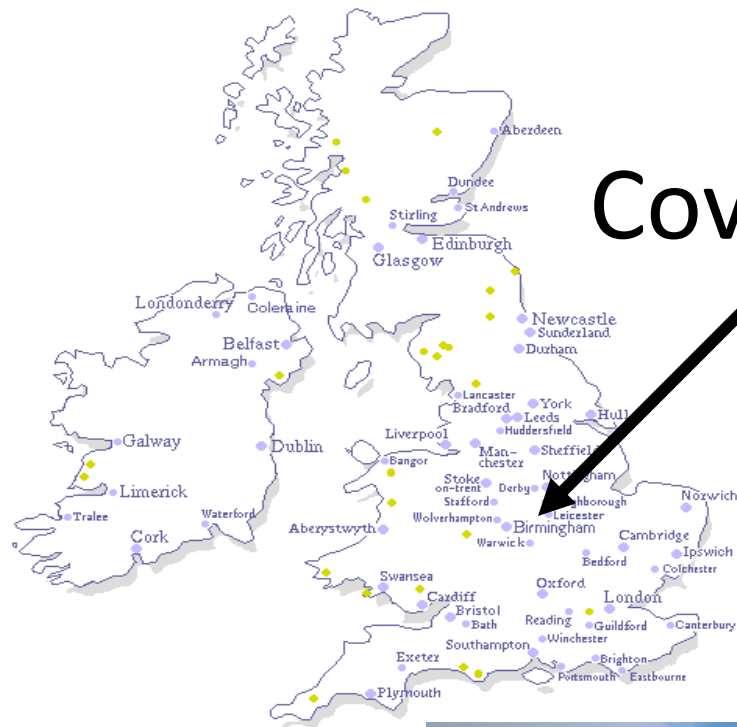 Aberdeen
Dundee
St Andrews
Stirling
Cov
Edinburgh
Glasgow
Londonderry
Coleraine
Newcastle
Sunderland
Belfast
Durham
Armagh
Lancaster
York
Bradford
Leeds
Hull
Huddersfield
Galway
Dublin
Liverpool
Man-
chester
Sheffield
Bangor
Stoke
on-trent
Nottingham
Derby
Limerick
Stafford
ghborough
Norwich
Tralee
Waterford
Wolverhampton
Leicester
Aberystwyth
Birmingham
Cork
Warwick
Cambridge
Bedford
Ipswich
Colchester
Swansea
Oxford
Cardiff
London
Bristol
Reading
Bath
Guildford
Canterbury
Winchester
Southampton
Exeter
Brighton
Portsmouth
Eastbourne
Plymouth